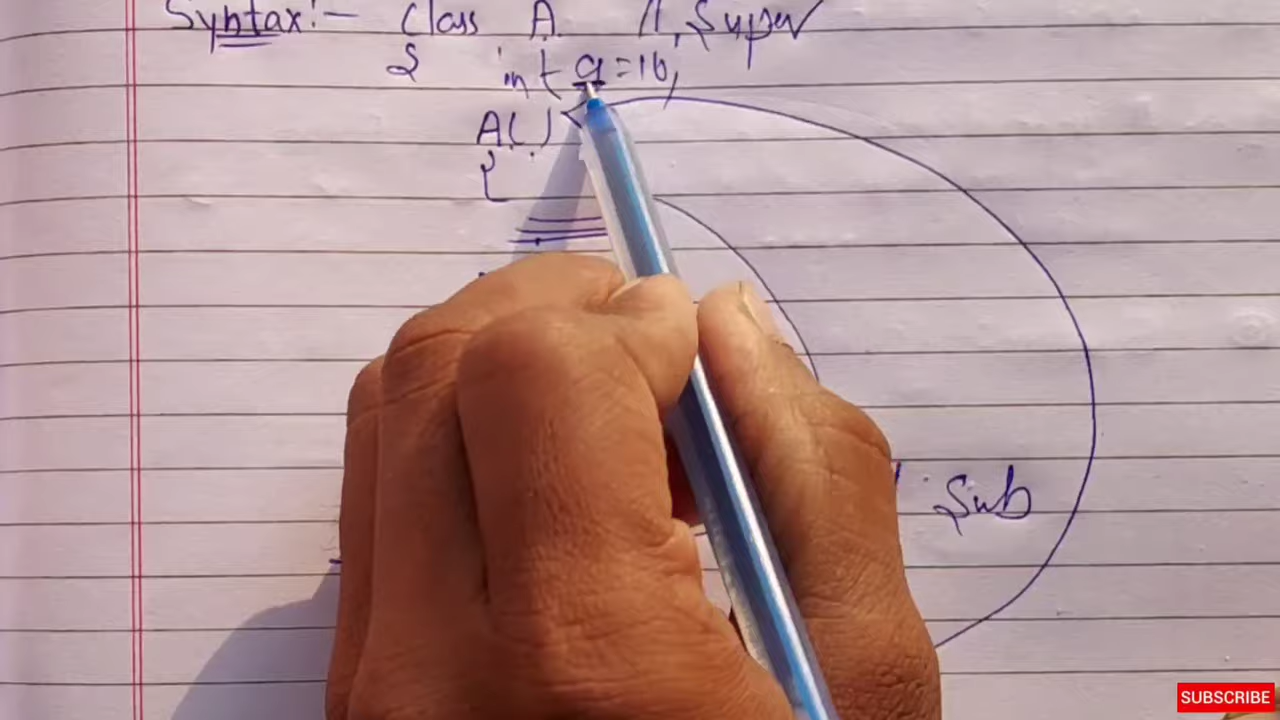 Syntax:- Class A // Super
{ int a=10;
A()
{
// Sub
SUBSCRIBE